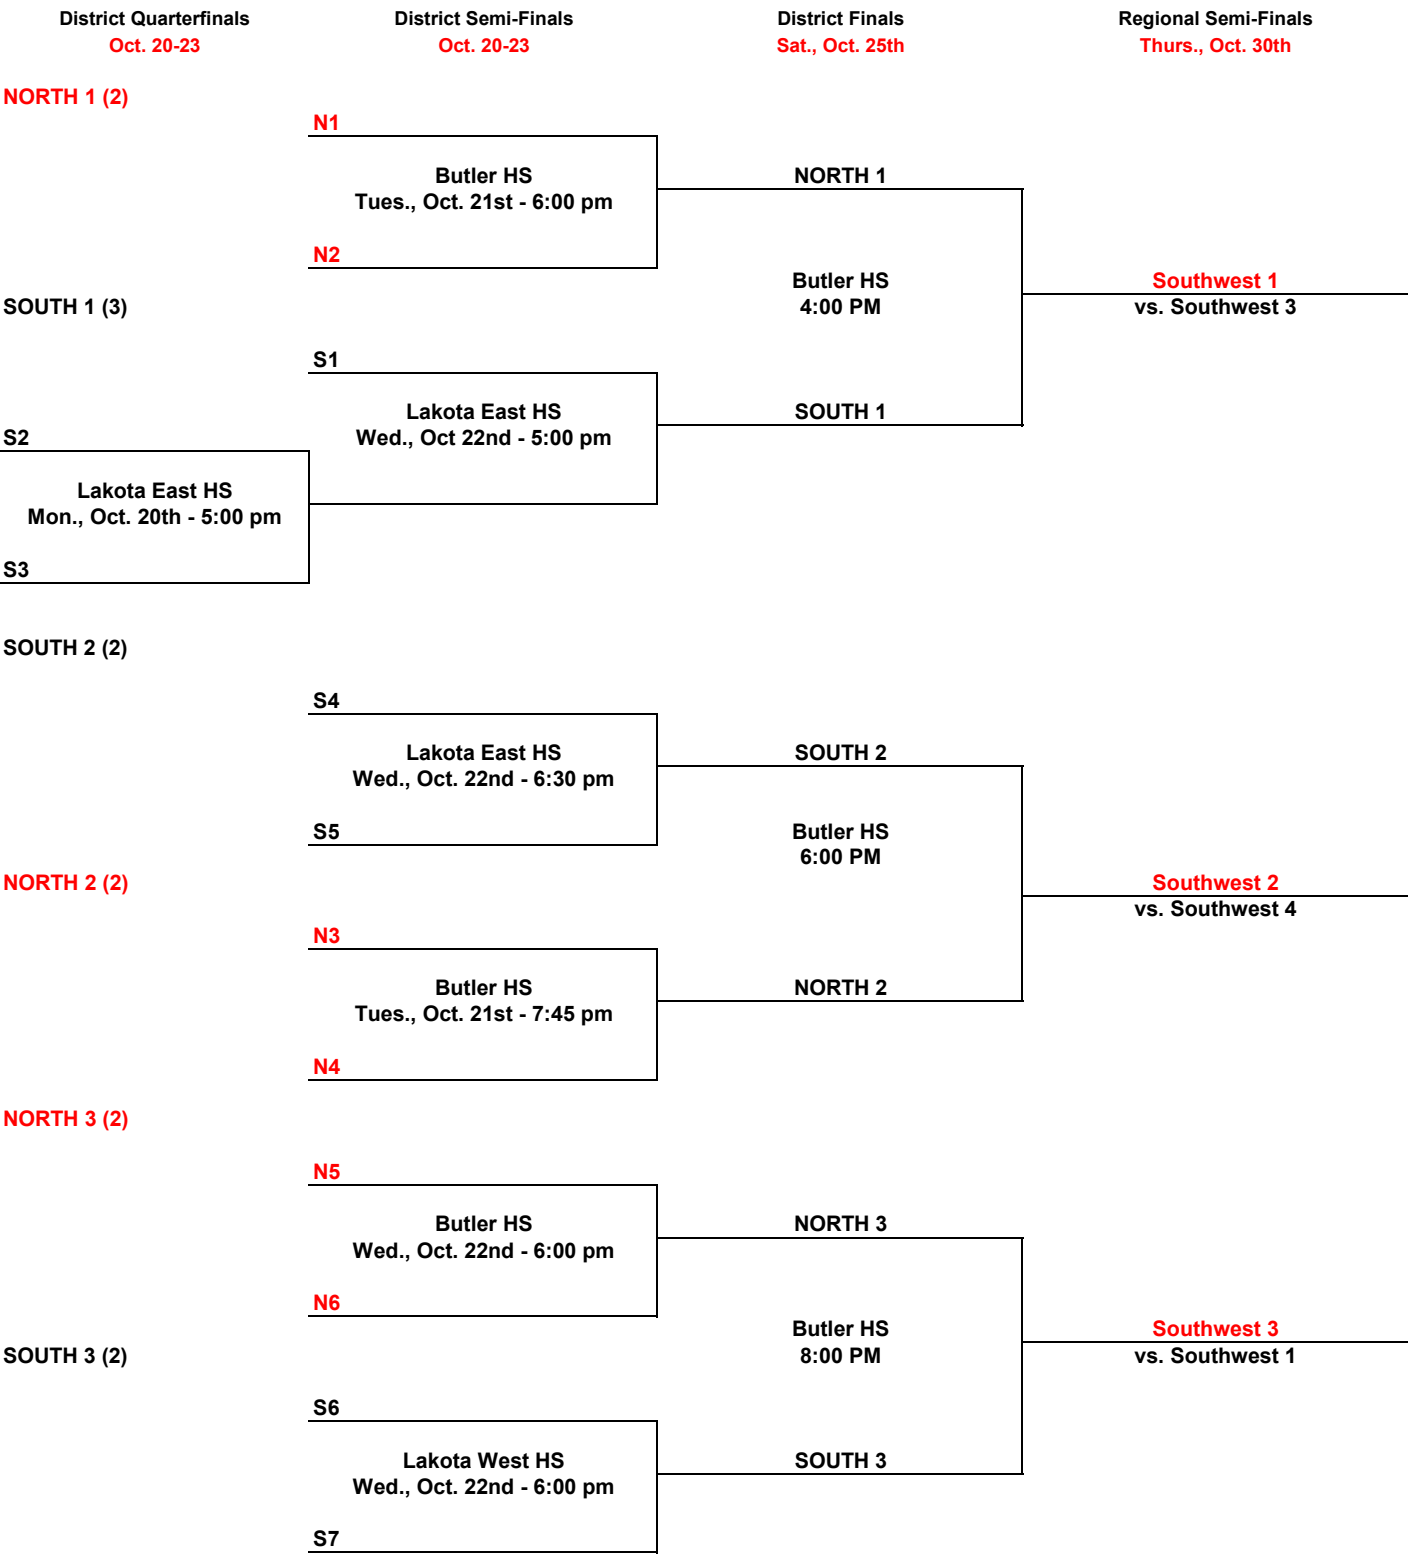 District Quarterfinals
Oct. 20-23
District Semi-Finals
Oct. 20-23
District Finals
Sat., Oct. 25th
Regional Semi-Finals
Thurs., Oct. 30th
NORTH 1 (2)
N1
Butler HS
Tues., Oct. 21st - 6:00 pm
NORTH 1
N2
Butler HS
4:00 PM
Southwest 1
vs. Southwest 3
SOUTH 1 (3)
S1
Lakota East HS
Wed., Oct 22nd - 5:00 pm
SOUTH 1
S2
Lakota East HS
Mon., Oct. 20th - 5:00 pm
S3
SOUTH 2 (2)
S4
Lakota East HS
Wed., Oct. 22nd - 6:30 pm
SOUTH 2
S5
Butler HS
6:00 PM
NORTH 2 (2)
Southwest 2
vs. Southwest 4
N3
Butler HS
Tues., Oct. 21st - 7:45 pm
NORTH 2
N4
NORTH 3 (2)
N5
Butler HS
Wed., Oct. 22nd - 6:00 pm
NORTH 3
N6
Butler HS
8:00 PM
Southwest 3
vs. Southwest 1
SOUTH 3 (2)
S6
Lakota West HS
Wed., Oct. 22nd - 6:00 pm
SOUTH 3
S7